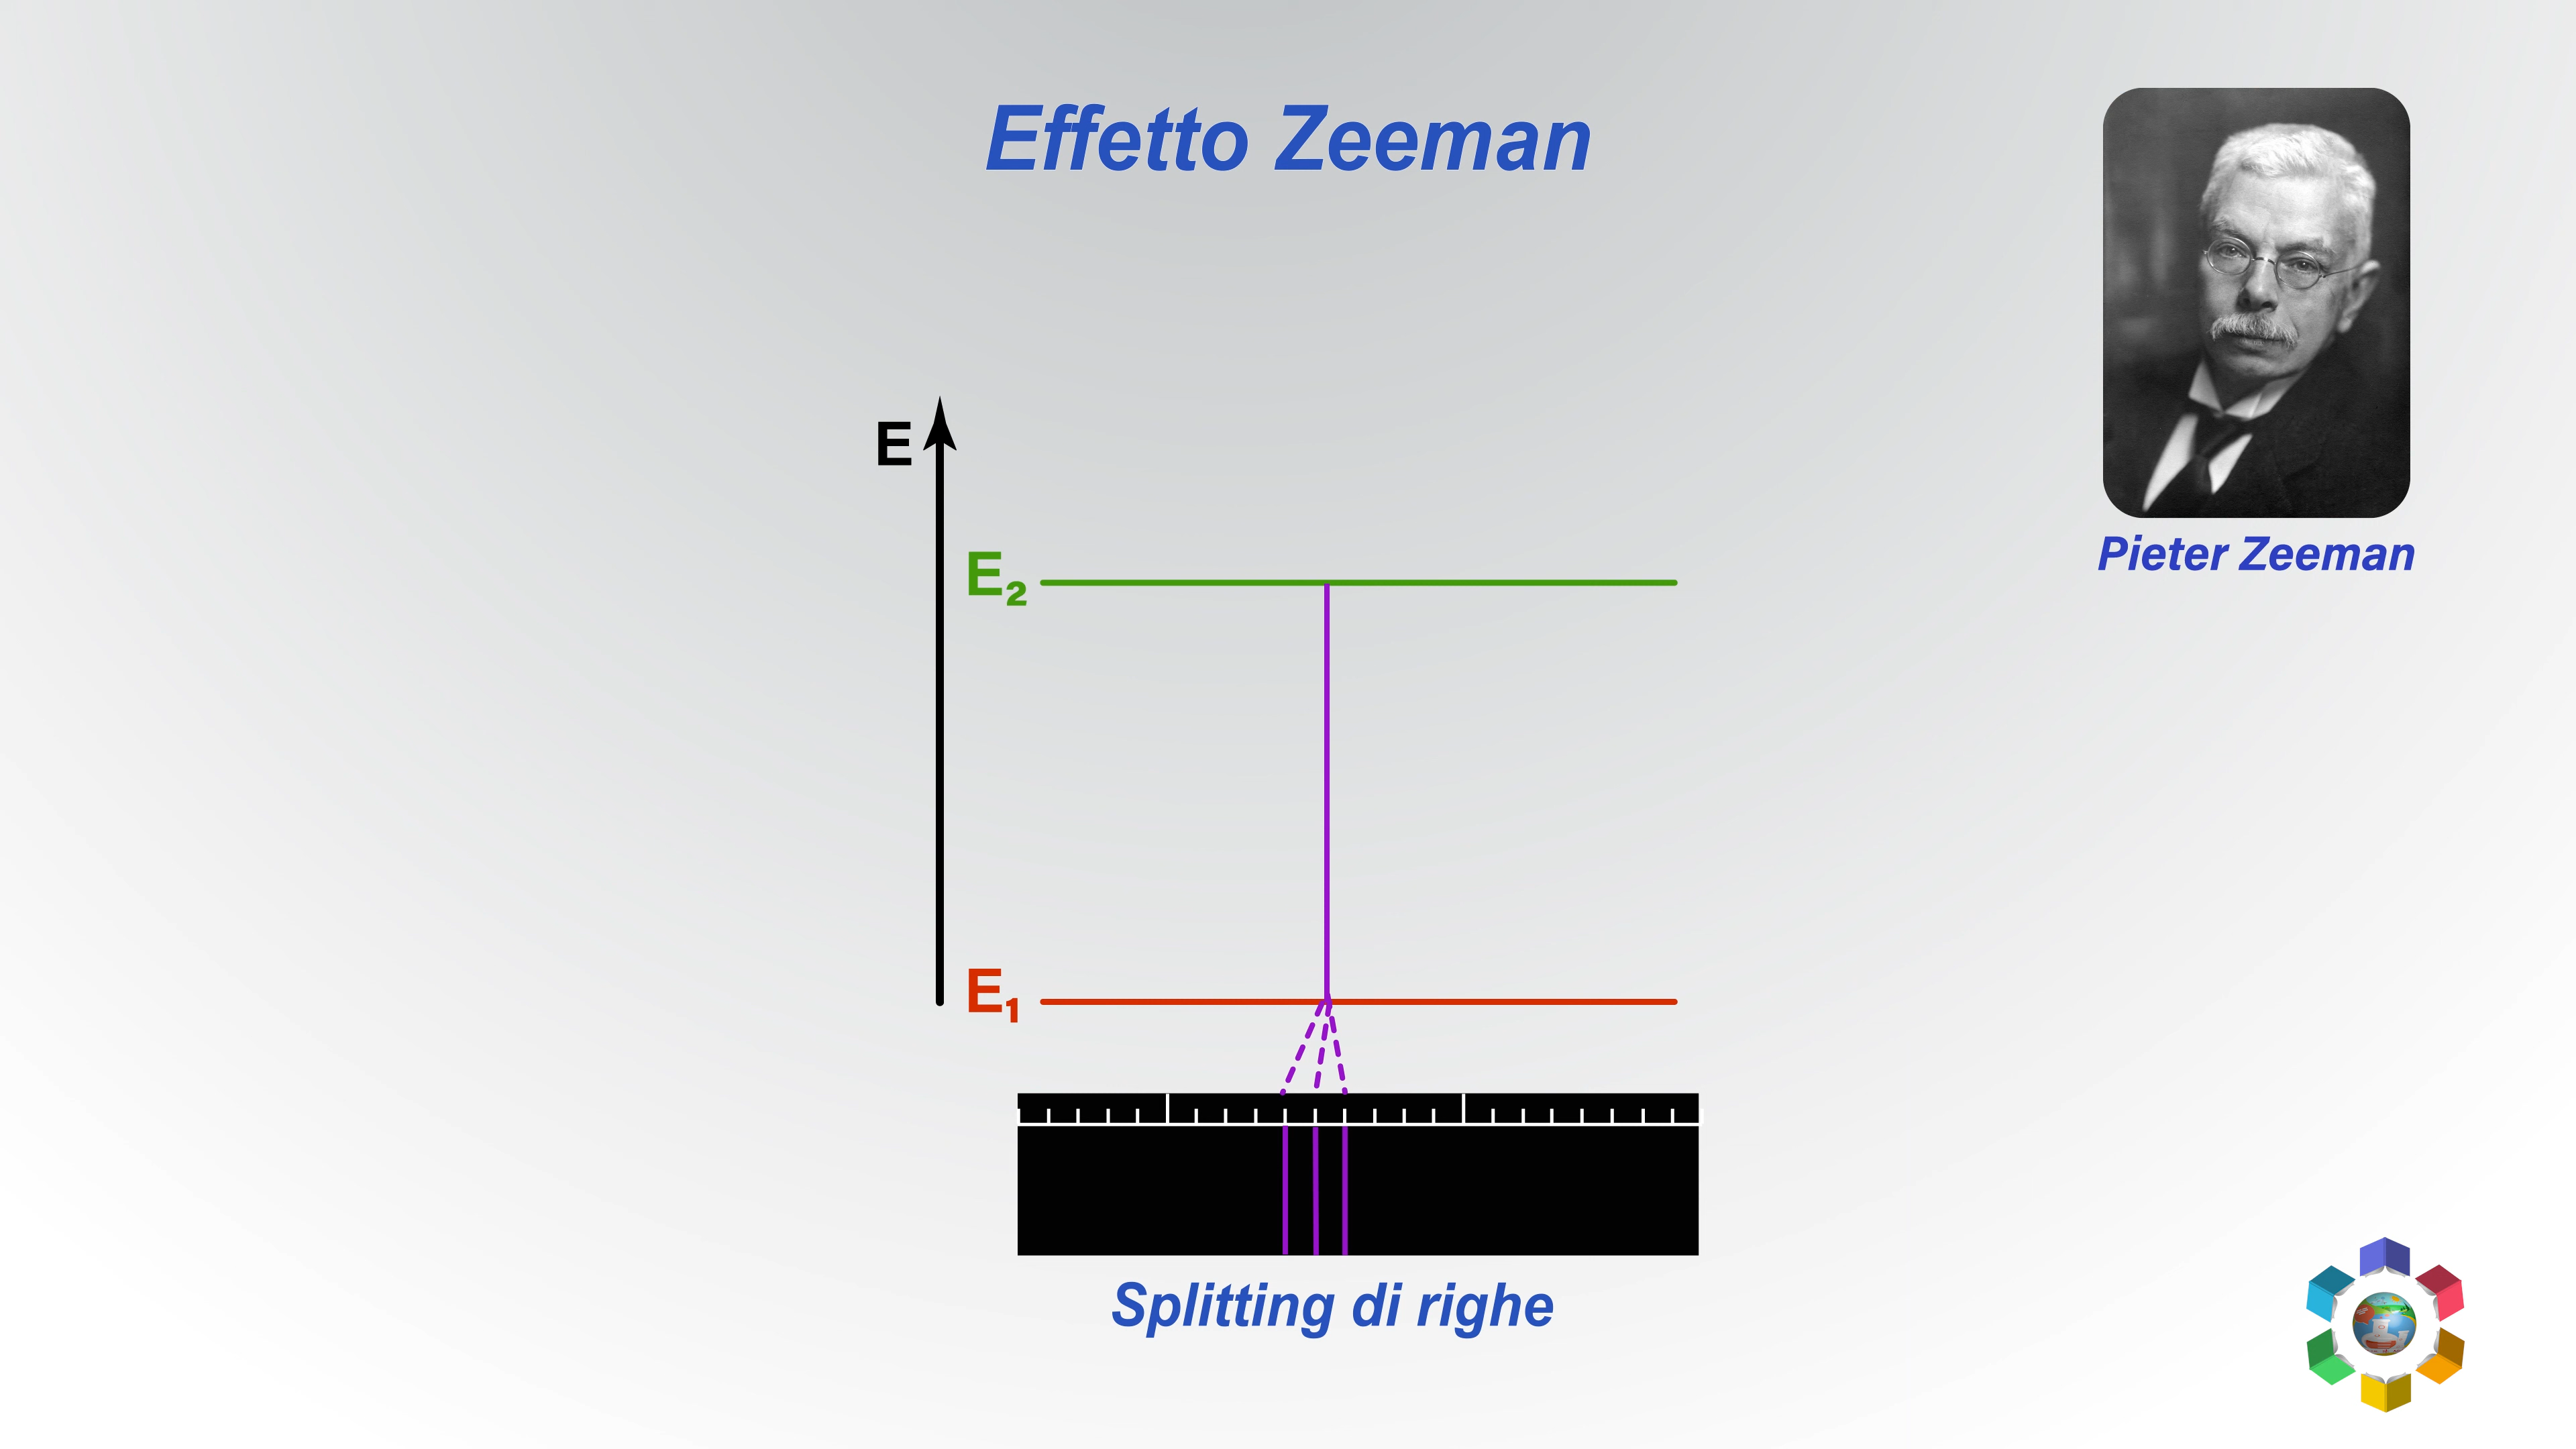 Effetto Zeeman
Pieter Zeeman
E
E₂
E₁
Splitting di righe